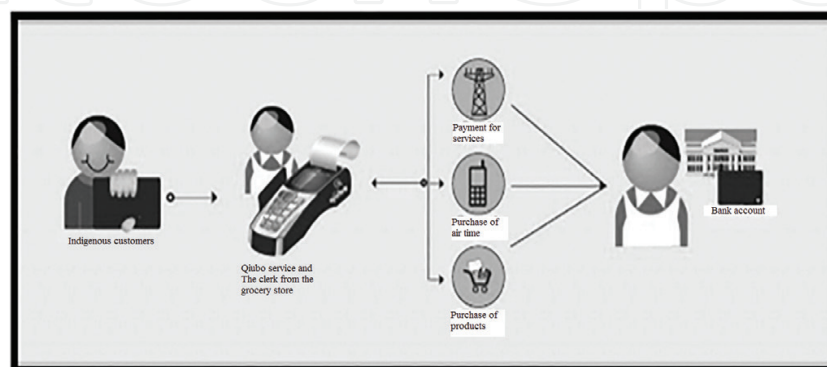 Indigenous customers
Qiubo service and
The clerk from the
grocery store
Payment for
services
Purchase of
air time
Purchase of
products
Bank account